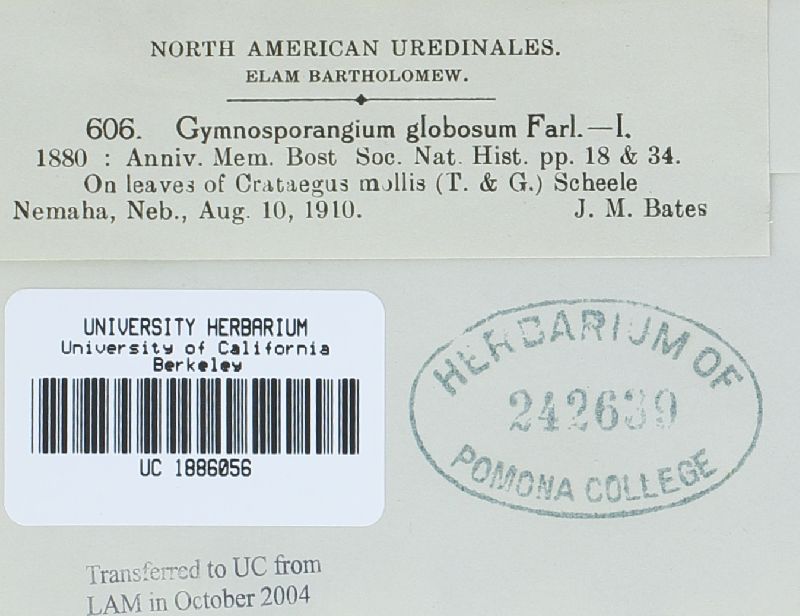 NORTH AMERICAN UREDINALES.
ELAM BARTHOLOMEW.
606. Gymnosporangium globosum Farl.—I.
1880 : Anniv. Mem. Bost Soc. Nat. Hist. pp. 18 & 34.
On leaves of Crataegus mollis (T. & G.) Scheele
Nemaha, Neb., Aug. 10, 1910. J. M. Bates
UNIVERSITY HERBARIUM
University of California
Berkeley
UC 1886056
HERBARIUM OF
242639
POMONA COLLEGE
Transferred to UC from
LAM in October 2004